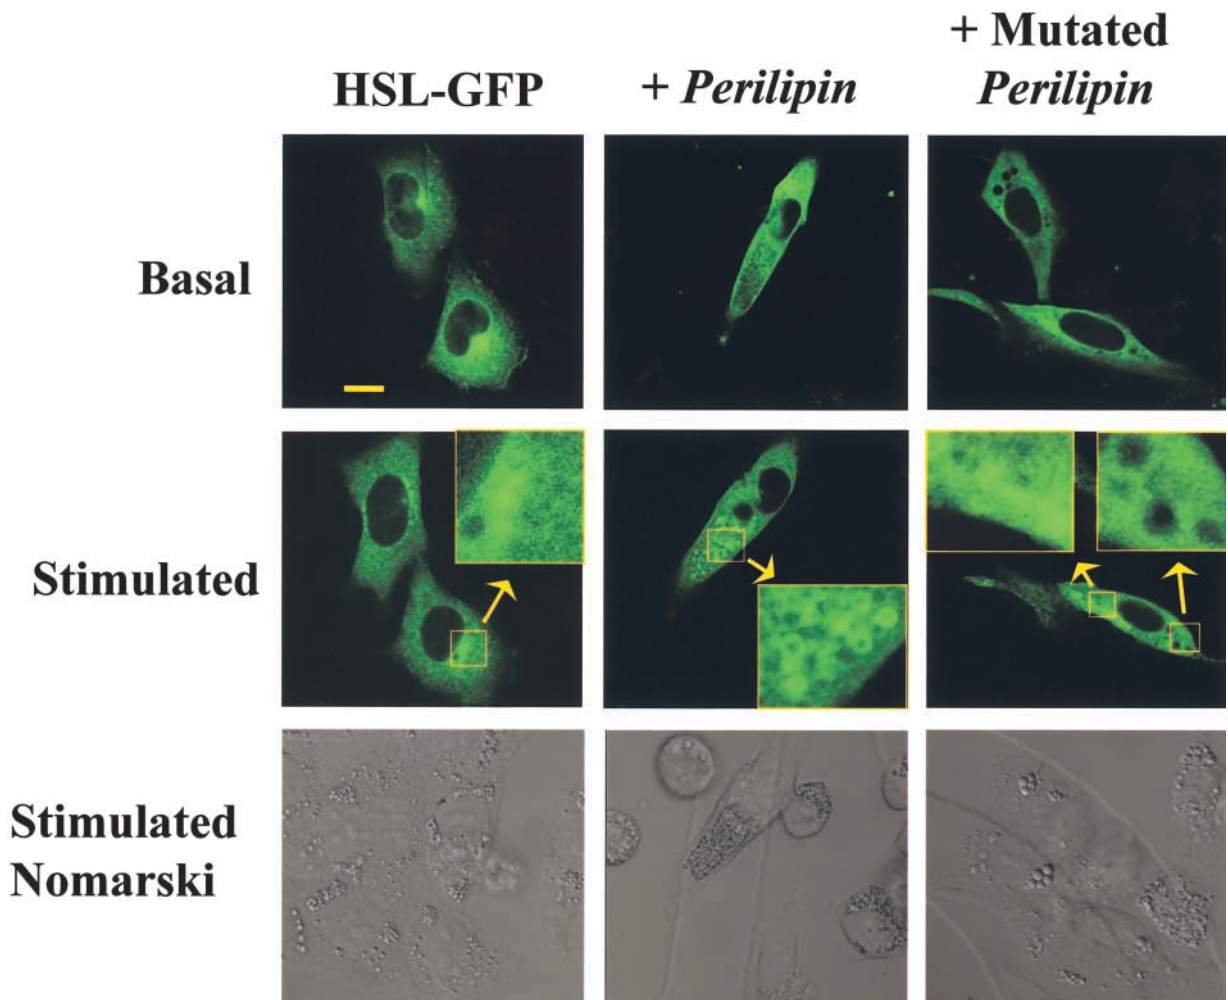 HSL-GFP
+ Perilipin
+ Mutated
Perilipin
Basal
Stimulated
Stimulated
Nomarski